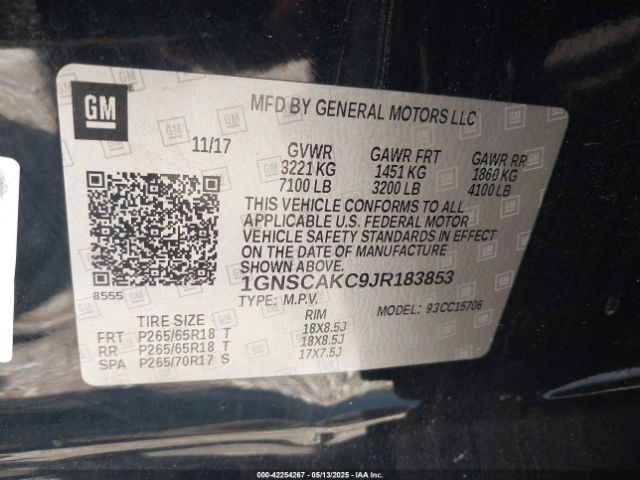 GM
MFD BY GENERAL MOTORS LLC
11/17
GVWR GAWR FRT GAWR RR
3221 KG 1451 KG 1860 KG
7100 LB 3200 LB 4100 LB
THIS VEHICLE CONFORMS TO ALL
APPLICABLE U.S. FEDERAL MOTOR
VEHICLE SAFETY STANDARDS IN EFFECT
ON THE DATE OF MANUFACTURE
SHOWN ABOVE.
1GNSCAKC9JR183853
8555
TYPE: M.P.V. MODEL: 93CC15706
TIRE SIZE RIM
FRT P265/65R18 T 18X8.5J
RR P265/65R18 T 18X8.5J
SPA P265/70R17 S 17X7.5J
000-42254267 - 05/13/2025 - IAA, Inc.